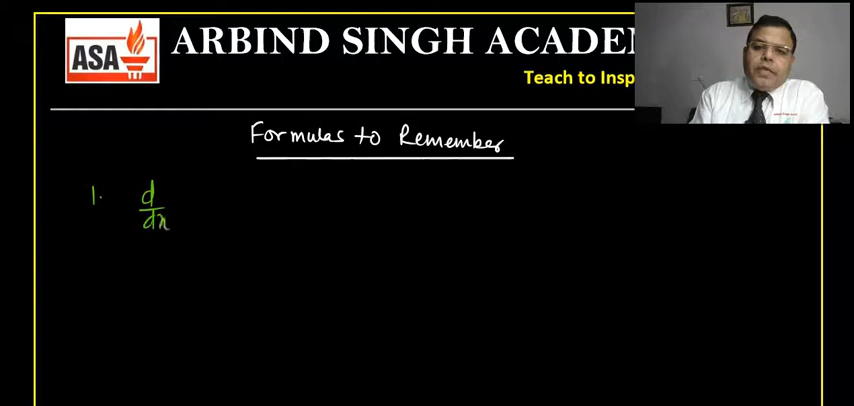 ASA
ARBIND SINGH ACADE
Teach to Insp
Formulas to Remember
1. d
dx